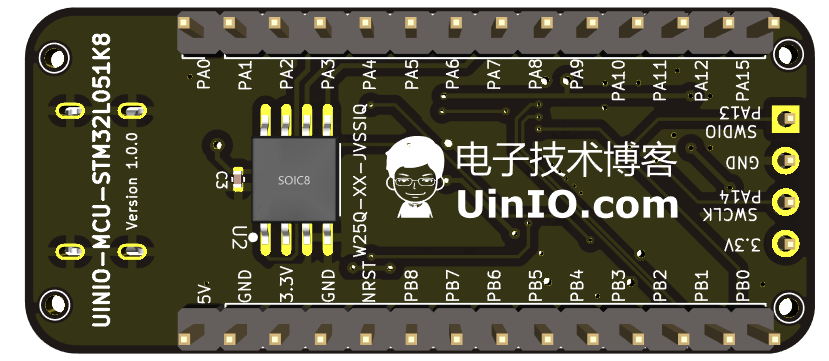 UINIO-MCU-STM32L051K8
Version 1.0.0
PA0
PA1
PA2
PA3
PA4
PA5
PA6
PA7
PA8
PA9
PA10
PA11
PA12
PA15
C3
SOIC8
U2
W25Q-XX-JVSSIQ
电子技术博客
UinIO.com
PA13
SWDIO
GND
PA14
SWCLK
3.3V
5V
GND
3.3V
GND
NRST
PB8
PB7
PB6
PB5
PB4
PB3
PB2
PB1
PB0